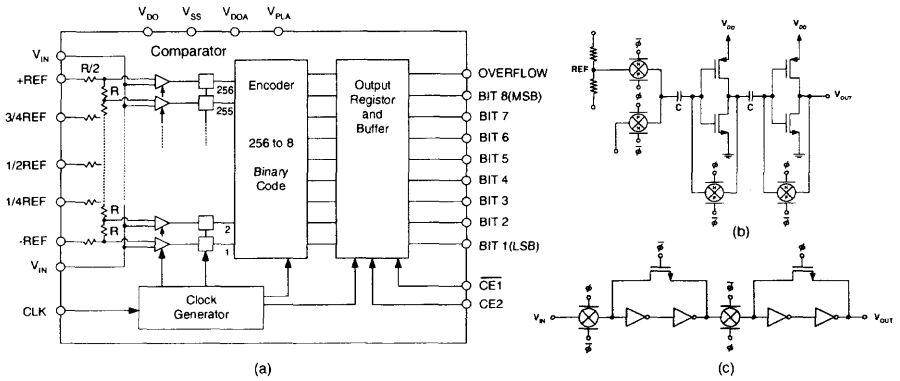 V_DO V_SS V_DOA V_PLA
(a)
Comparator
V_IN
+REF
3/4REF
1/2REF
1/4REF
-REF
V_IN
CLK
R/2
R
R
R
256
255
2
1
Encoder
256 to 8
Binary
Code
Output
Register
and
Buffer
Clock
Generator
OVERFLOW
BIT 8(MSB)
BIT 7
BIT 6
BIT 5
BIT 4
BIT 3
BIT 2
BIT 1(LSB)
CE1
CE2
REF
C
C
V_DO
V_DO
V_OUT
ϕ̅
ϕ
ϕ
ϕ̅
ϕ
ϕ̅
ϕ
ϕ̅
(b)
V_IN
ϕ
ϕ̅
ϕ̅
ϕ̅
ϕ
ϕ
V_OUT
(c)